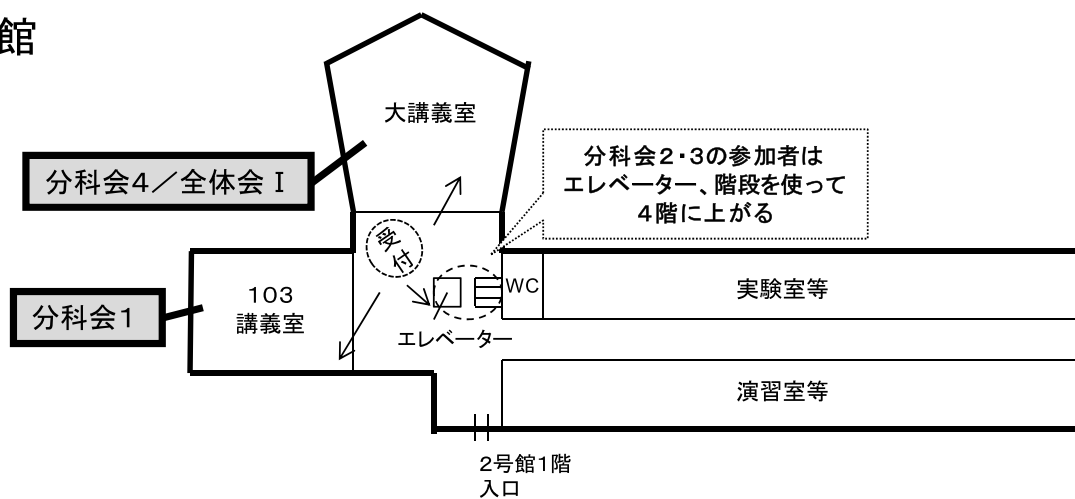 館
大講義室
分科会４／全体会Ⅰ
分科会２・３の参加者は
エレベーター、階段を使って
４階に上がる
受付
WC
103
講義室
分科会１
エレベーター
実験室等
演習室等
２号館１階
入口